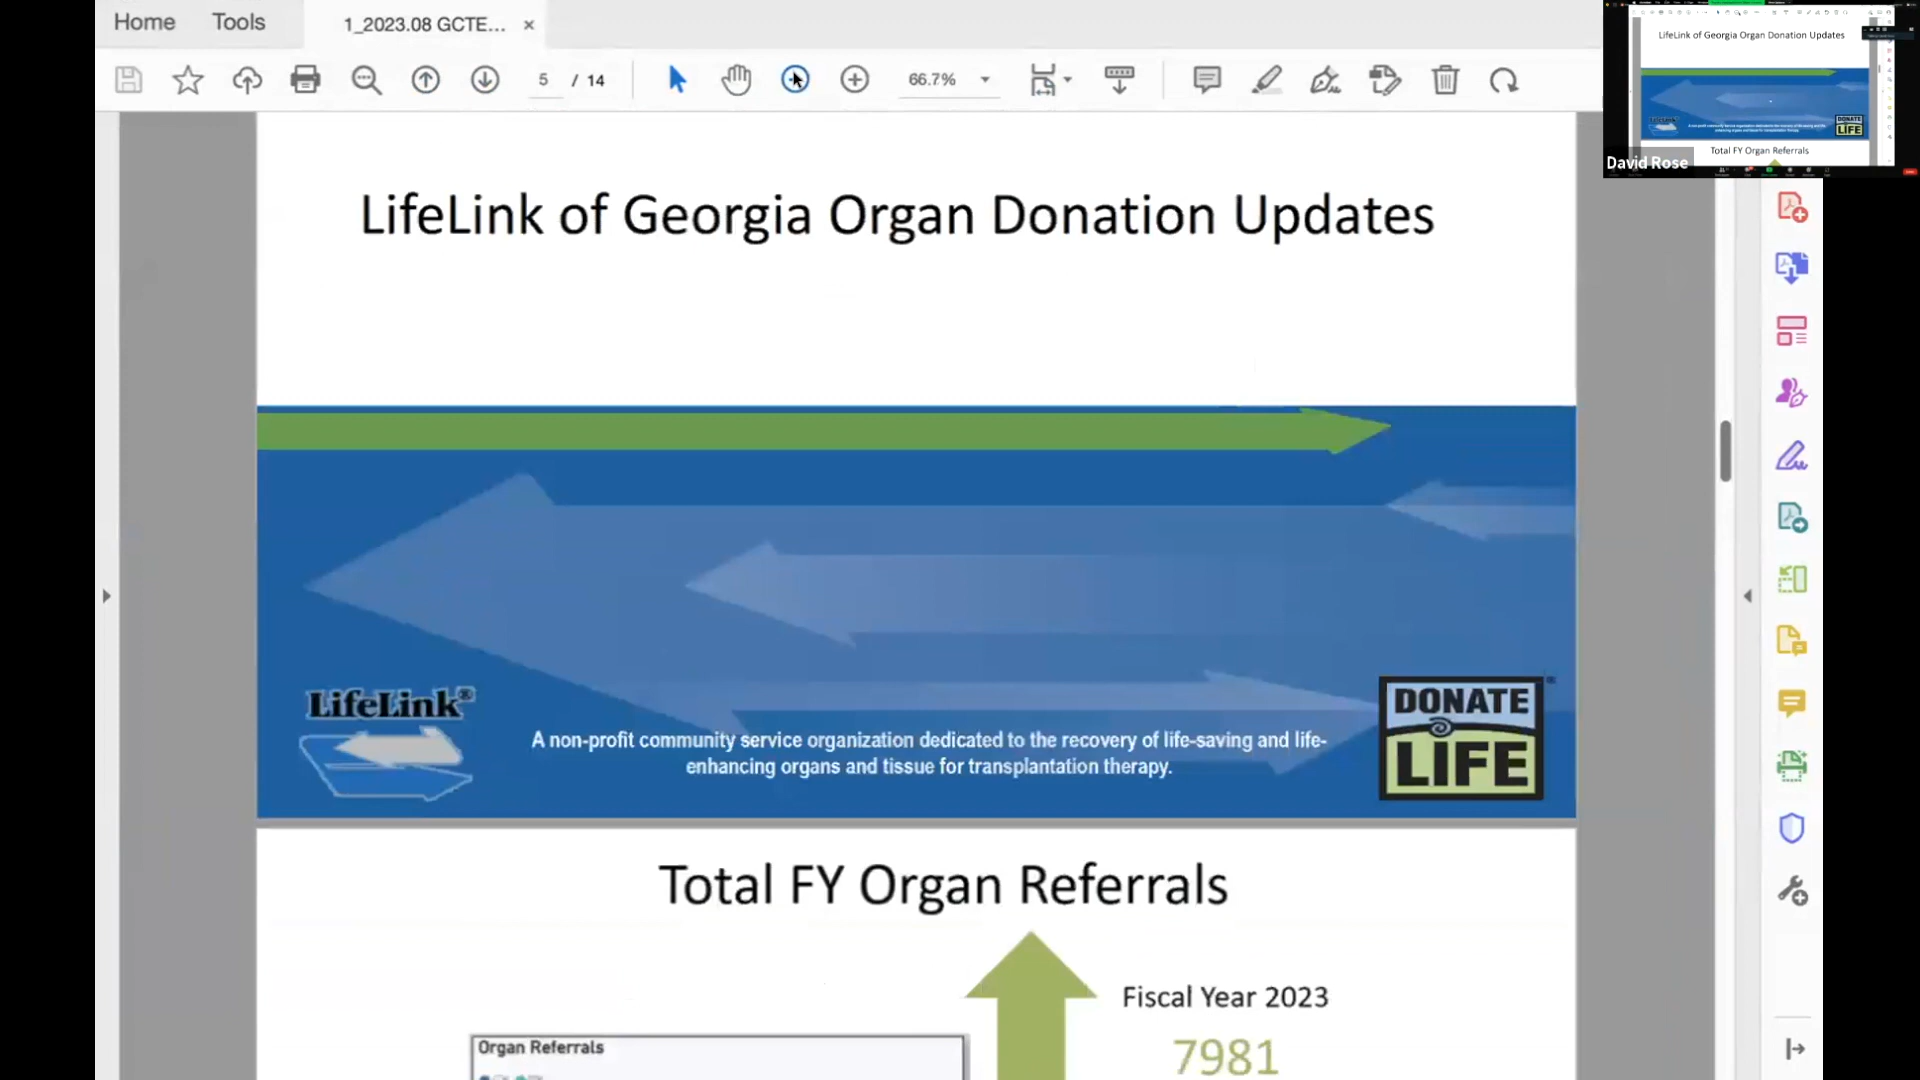 Home Tools 1_2023.08 GCTE... ×
5 / 14 66.7%
LifeLink of Georgia Organ Donation Updates
LifeLink®
A non-profit community service organization dedicated to the recovery of life-saving and life-
enhancing organs and tissue for transplantation therapy.
DONATE
LIFE
Total FY Organ Referrals
Fiscal Year 2023
7981
Organ Referrals
LifeLink of Georgia Organ Donation Updates
DONATE
LIFE
Total FY Organ Referrals
David Rose